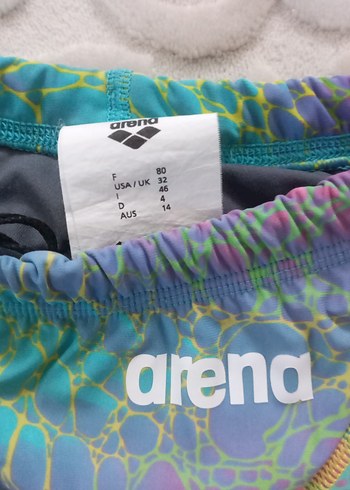 arena
F 80
USA / UK 32
I 46
D 4
AUS 14
arena